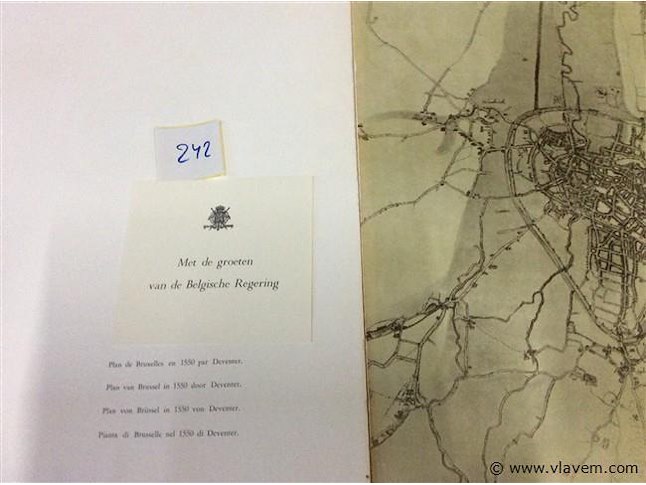 242
Met de groeten
van de Belgische Regering
Plan de Bruxelles en 1550 par Deventer.
Plan van Brussel in 1550 door Deventer.
Plan von Brüssel in 1550 von Deventer.
Pianta di Brusselle nel 1550 di Deventer.
© www.vlavem.com